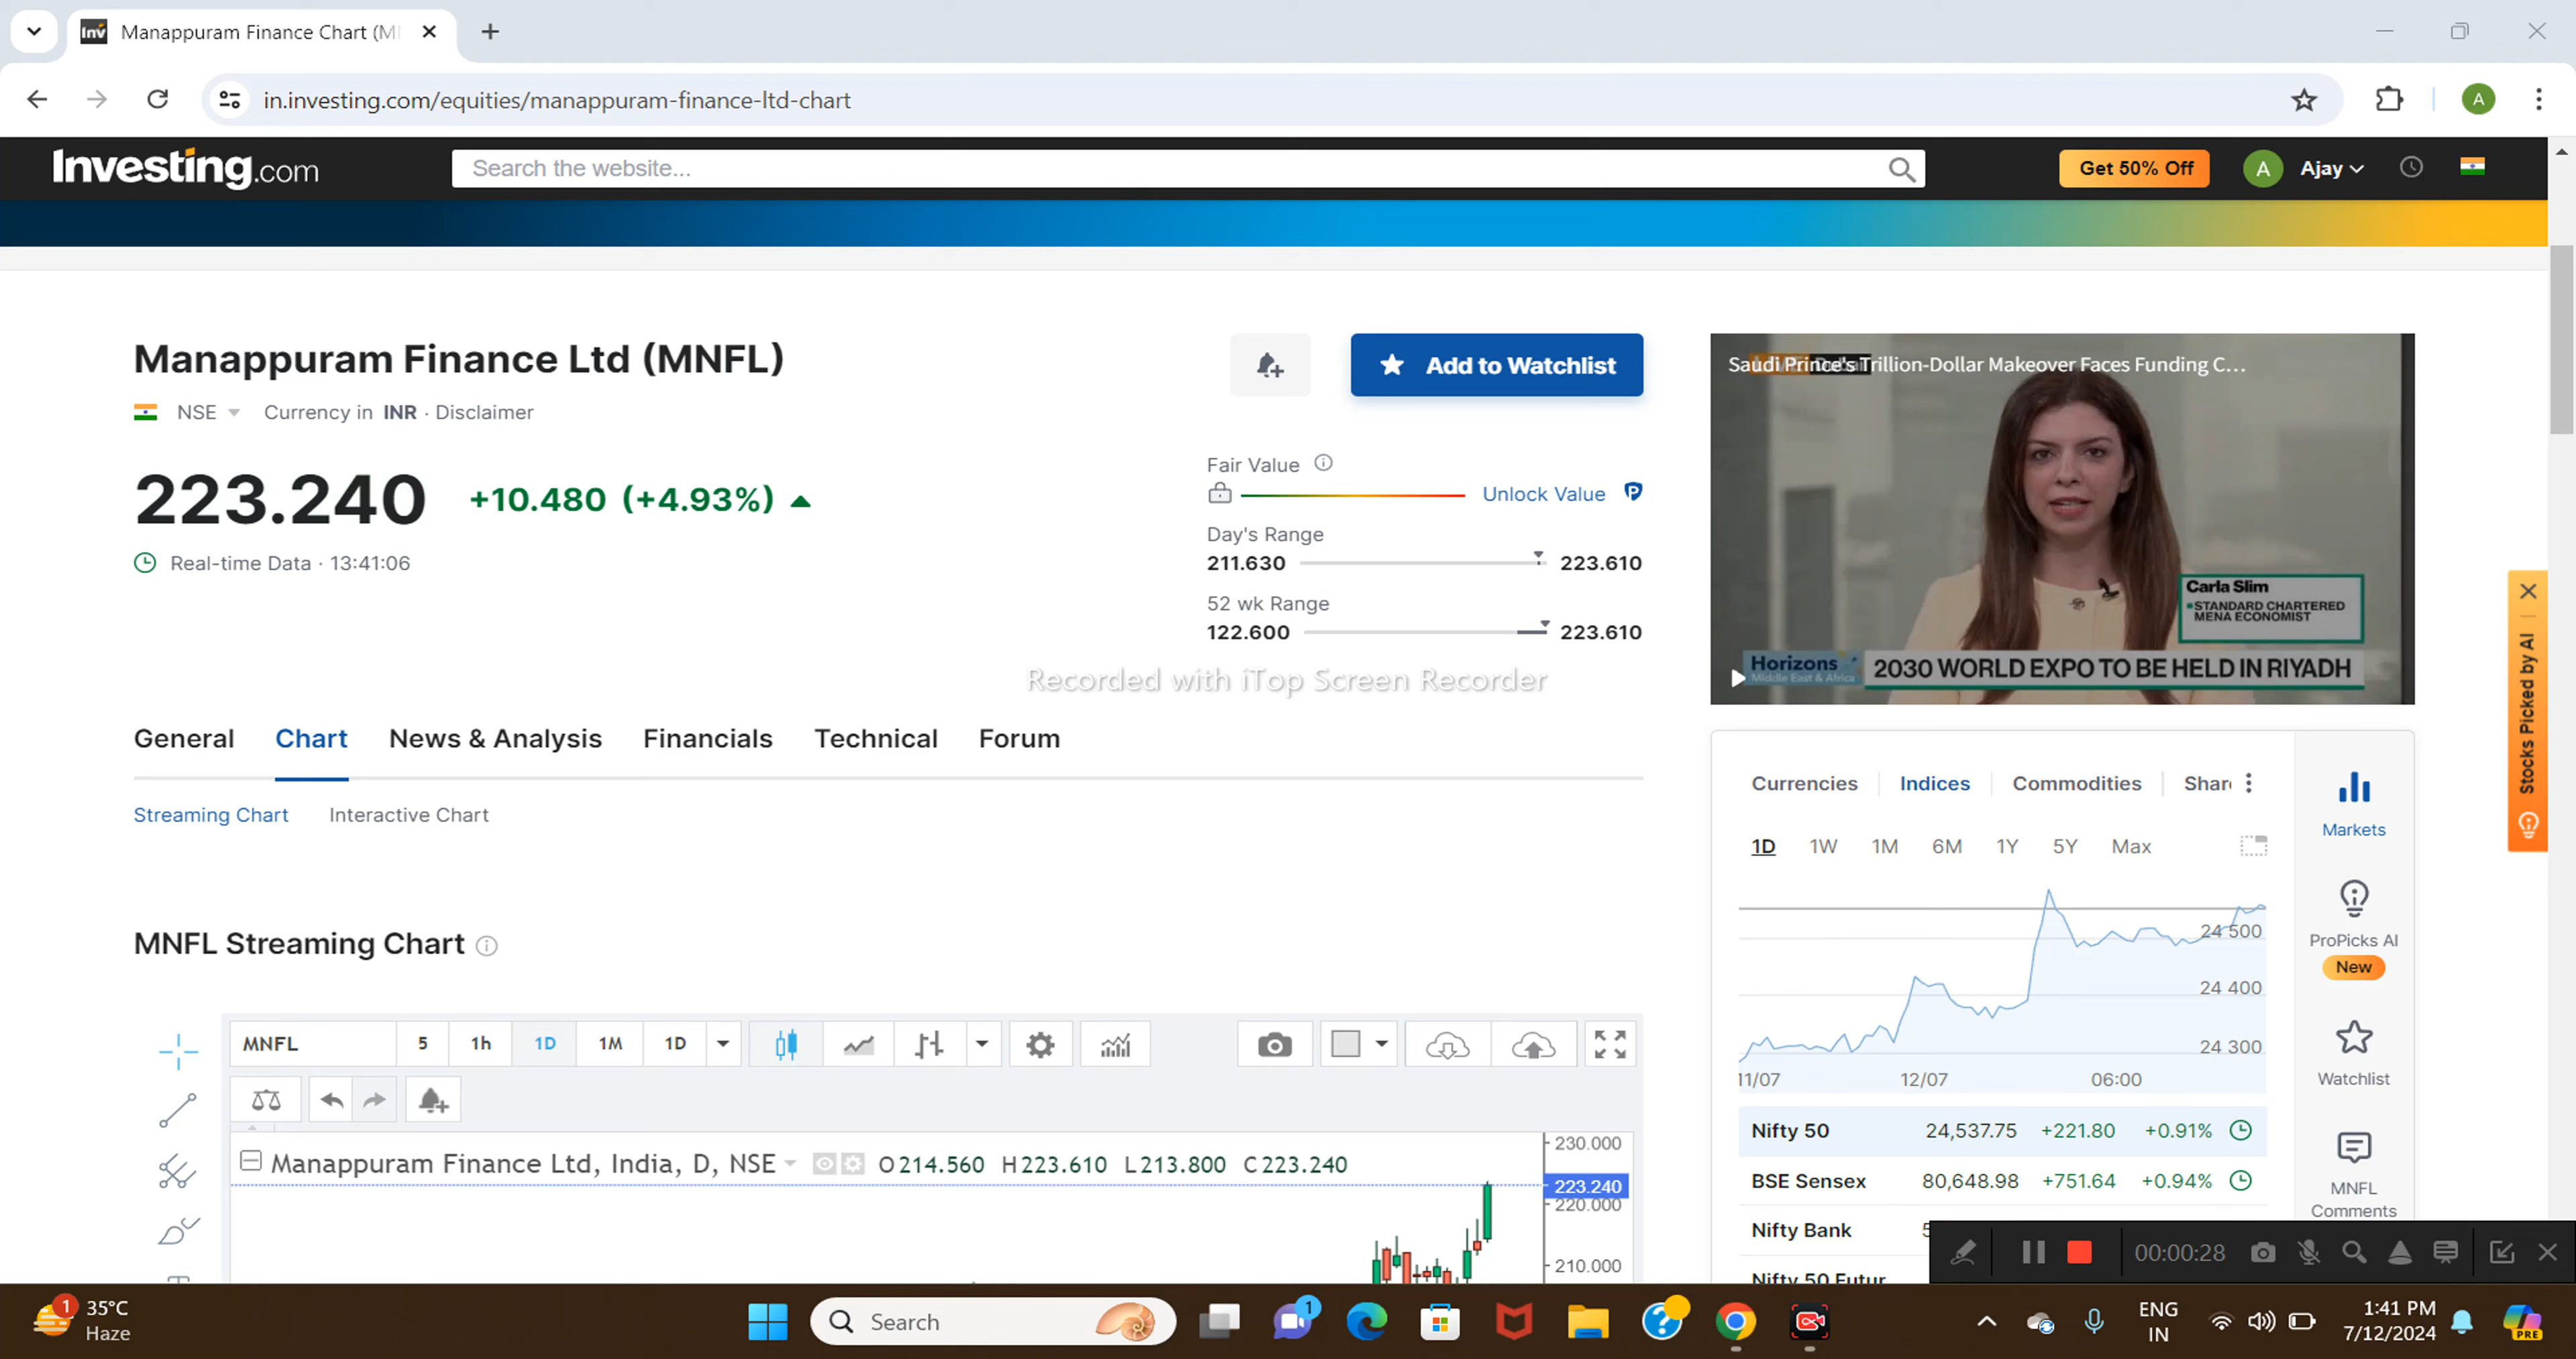 Manappuram Finance Chart (M
in.investing.com/equities/manappuram-finance-ltd-chart
Investing.com
Search the website...
Get 50% Off
A
Ajay
Manappuram Finance Ltd (MNFL)
NSE Currency in INR · Disclaimer
223.240 +10.480 (+4.93%)
Real-time Data · 13:41:06
Add to Watchlist
Fair Value
Unlock Value
Day's Range
211.630 223.610
52 wk Range
122.600 223.610
Saudi Prince's Trillion-Dollar Makeover Faces Funding C...
Carla Slim
STANDARD CHARTERED
MENA ECONOMIST
Horizons
Middle East & Africa
2030 WORLD EXPO TO BE HELD IN RIYADH
Stocks Picked by AI
Recorded with iTop Screen Recorder
General Chart News & Analysis Financials Technical Forum
Streaming Chart Interactive Chart
MNFL Streaming Chart
MNFL 5 1h 1D 1M 1D
Manappuram Finance Ltd, India, D, NSE O 214.560 H 223.610 L 213.800 C 223.240
230.000
223.240
220.000
210.000
Currencies Indices Commodities Shar
1D 1W 1M 6M 1Y 5Y Max
24 500
24 400
24 300
11/07 12/07 06:00
Nifty 50 24,537.75 +221.80 +0.91%
BSE Sensex 80,648.98 +751.64 +0.94%
Nifty Bank
Nifty 50 Futur
Markets
ProPicks AI
New
Watchlist
MNFL
Comments
00:00:28
1
35°C
Haze
Search
1
ENG
IN
1:41 PM
7/12/2024
PRE